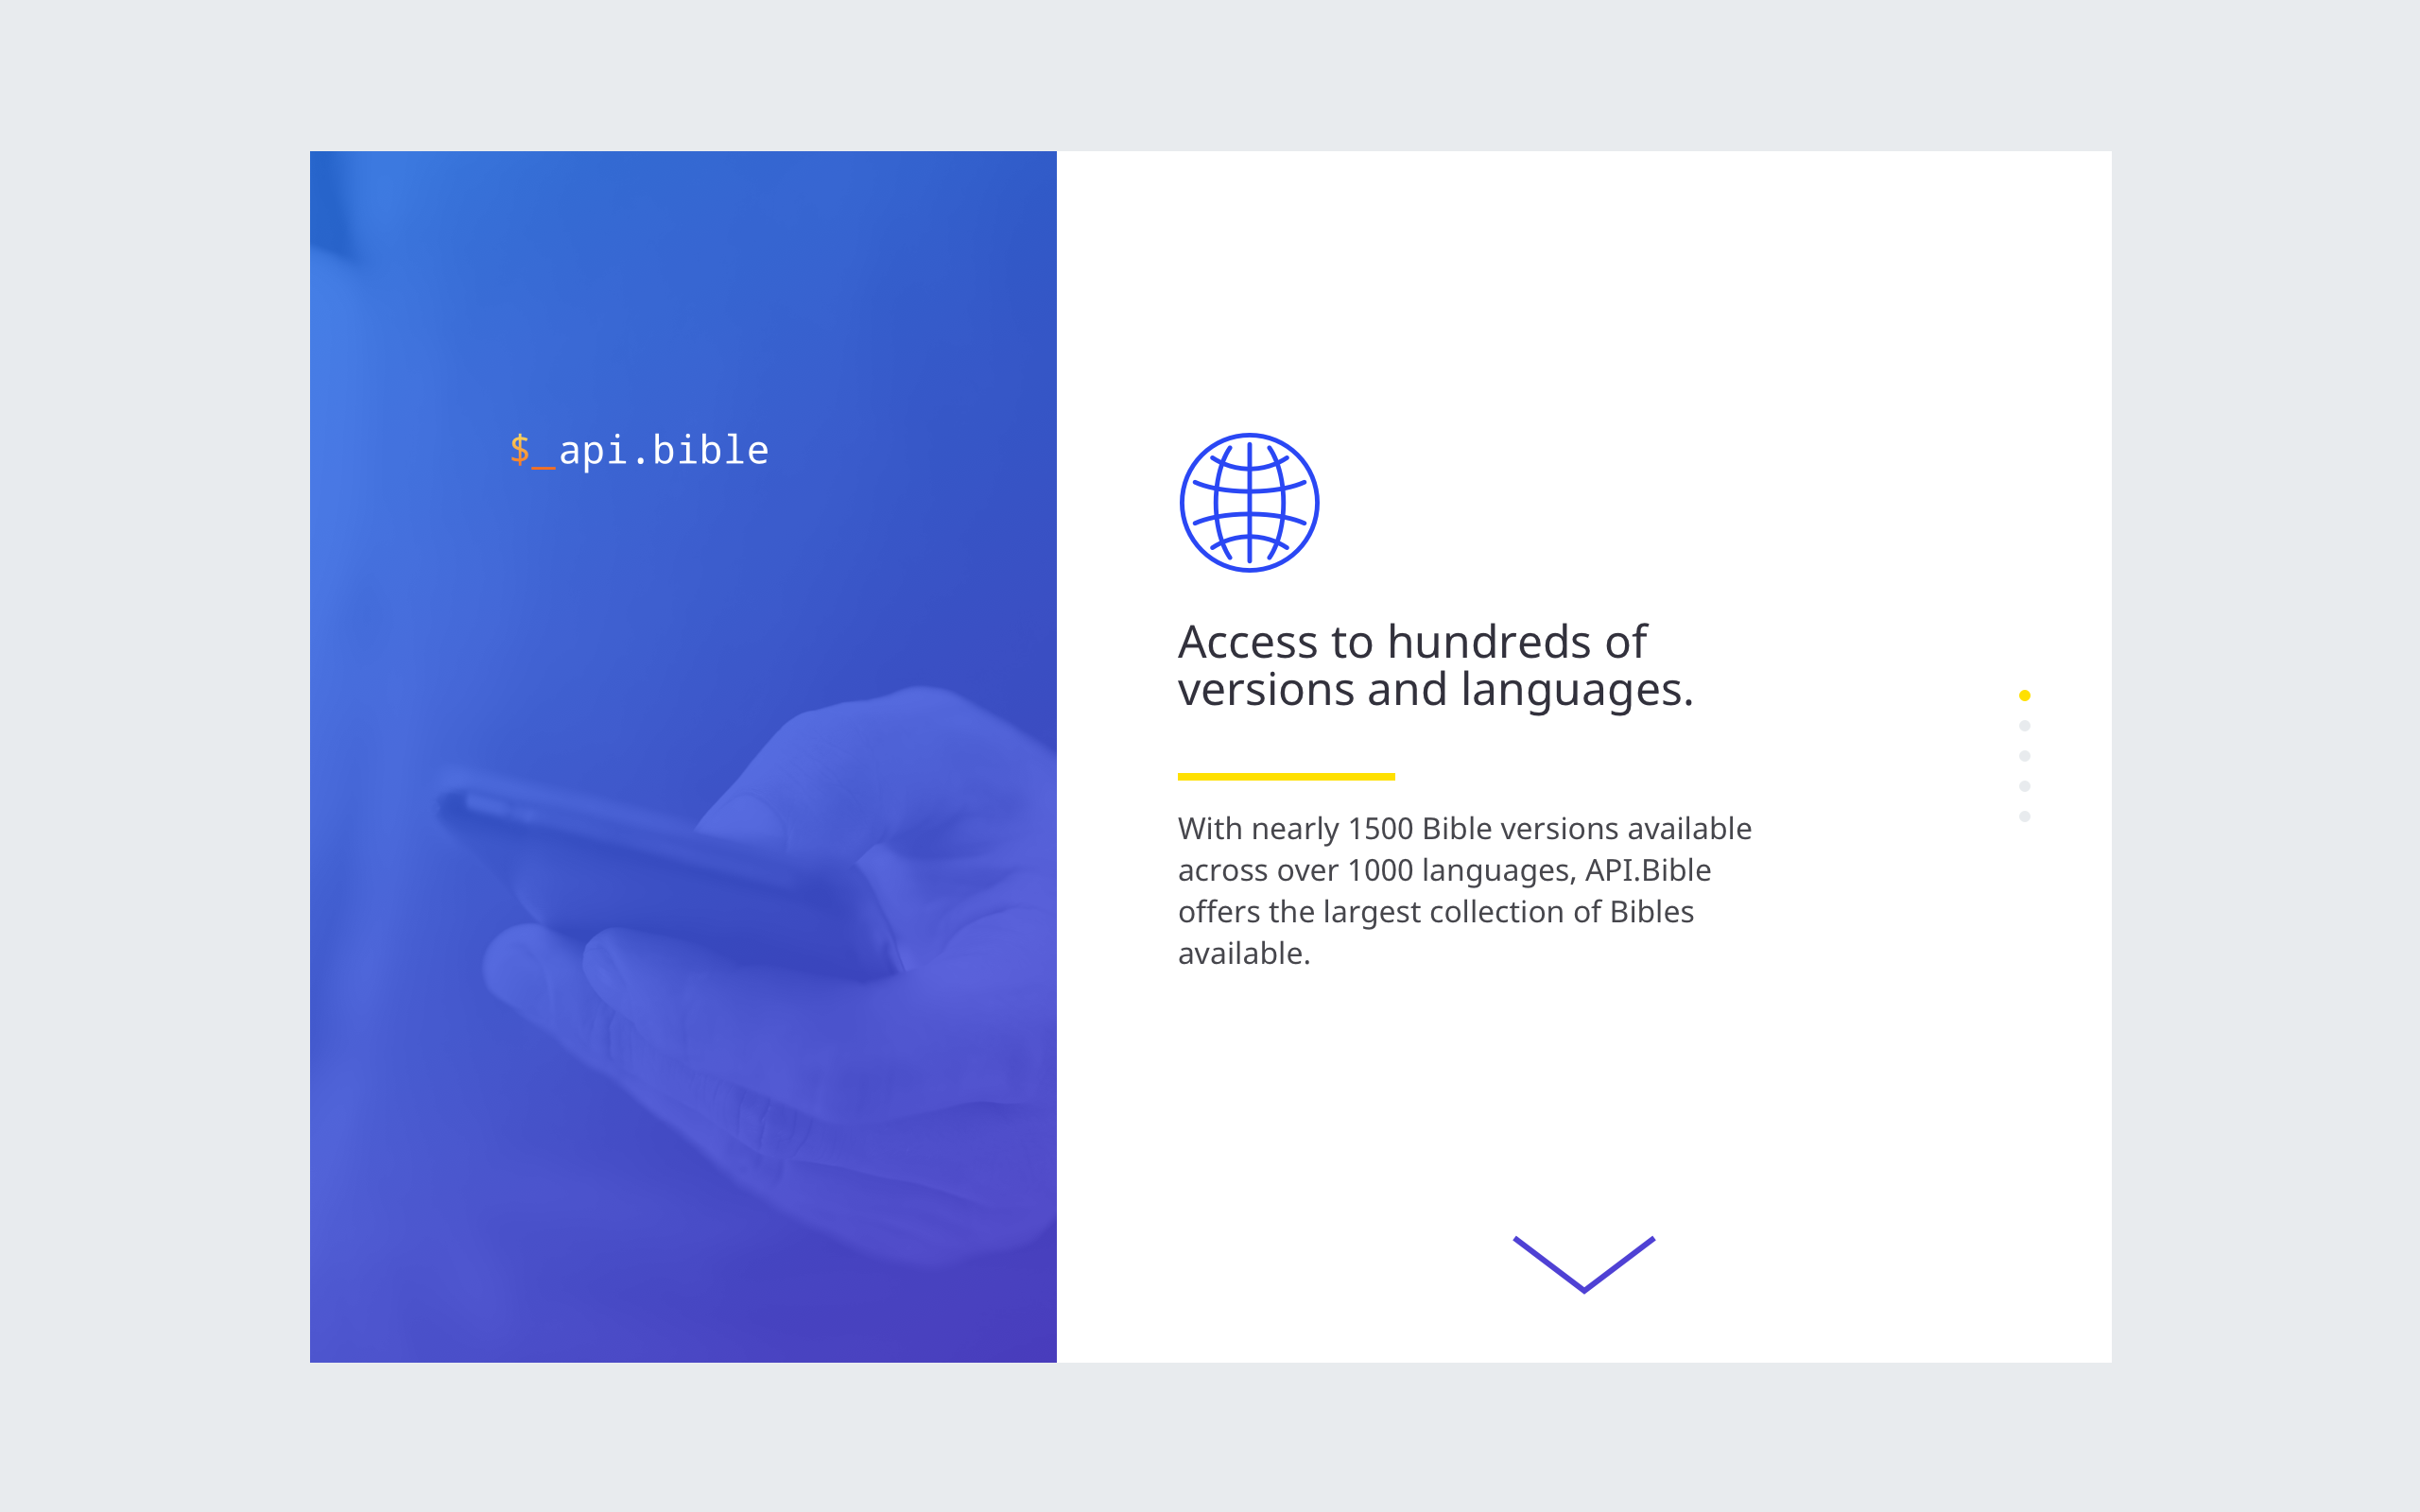 $_api.bible
Access to hundreds of
versions and languages.
With nearly 1500 Bible versions available
across over 1000 languages, API.Bible
offers the largest collection of Bibles
available.